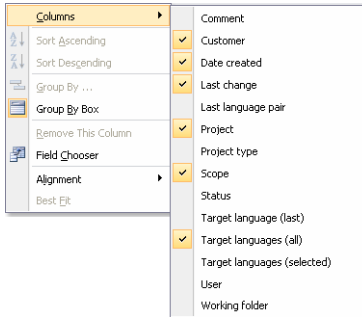 Columns
Sort Ascending
Sort Descending
Group By ...
Group By Box
Remove This Column
Field Chooser
Alignment
Best Fit
Comment
Customer
Date created
Last change
Last language pair
Project
Project type
Scope
Status
Target language (last)
Target languages (all)
Target languages (selected)
User
Working folder